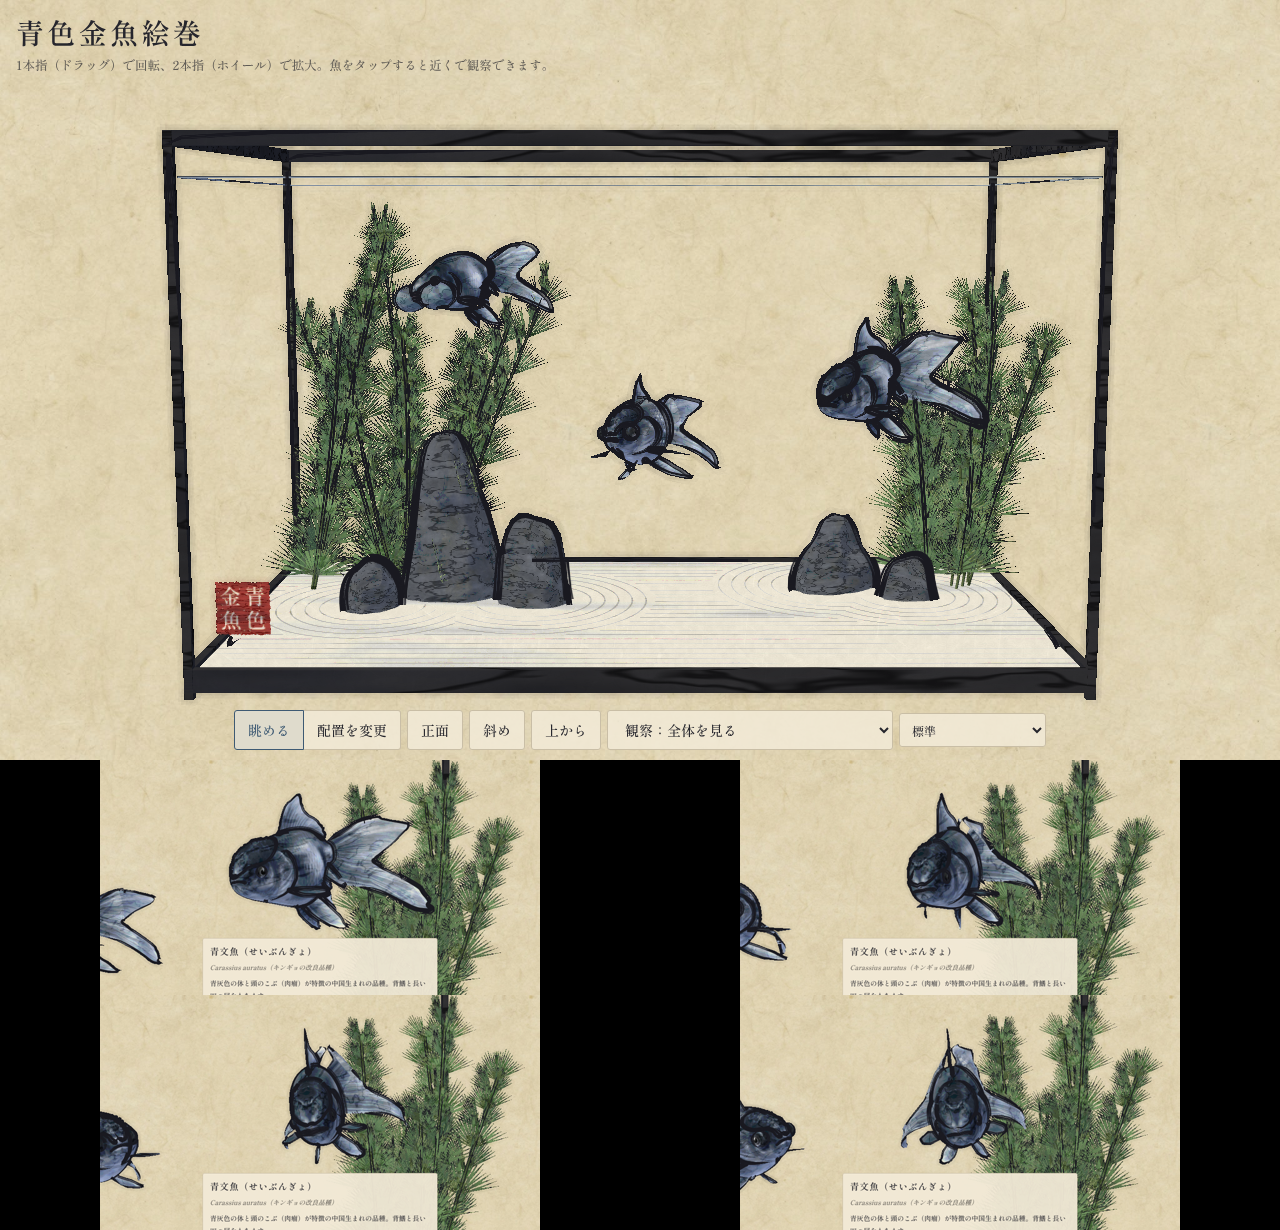 青色金魚絵巻
1本指（ドラッグ）で回転、2本指（ホイール）で拡大。魚をタップすると近くで観察できます。
青色
金魚
眺める
配置を変更
正面
斜め
上から
観察：全体を見る
標準
青文魚（せいぶんぎょ）
Carassius auratus（キンギョの改良品種）
青灰色の体と頭のこぶ（肉瘤）が特徴の中国生まれの品種。背鰭と長い
青文魚（せいぶんぎょ）
Carassius auratus（キンギョの改良品種）
青灰色の体と頭のこぶ（肉瘤）が特徴の中国生まれの品種。背鰭と長い
青文魚（せいぶんぎょ）
Carassius auratus（キンギョの改良品種）
青灰色の体と頭のこぶ（肉瘤）が特徴の中国生まれの品種。背鰭と長い
青文魚（せいぶんぎょ）
Carassius auratus（キンギョの改良品種）
青灰色の体と頭のこぶ（肉瘤）が特徴の中国生まれの品種。背鰭と長い